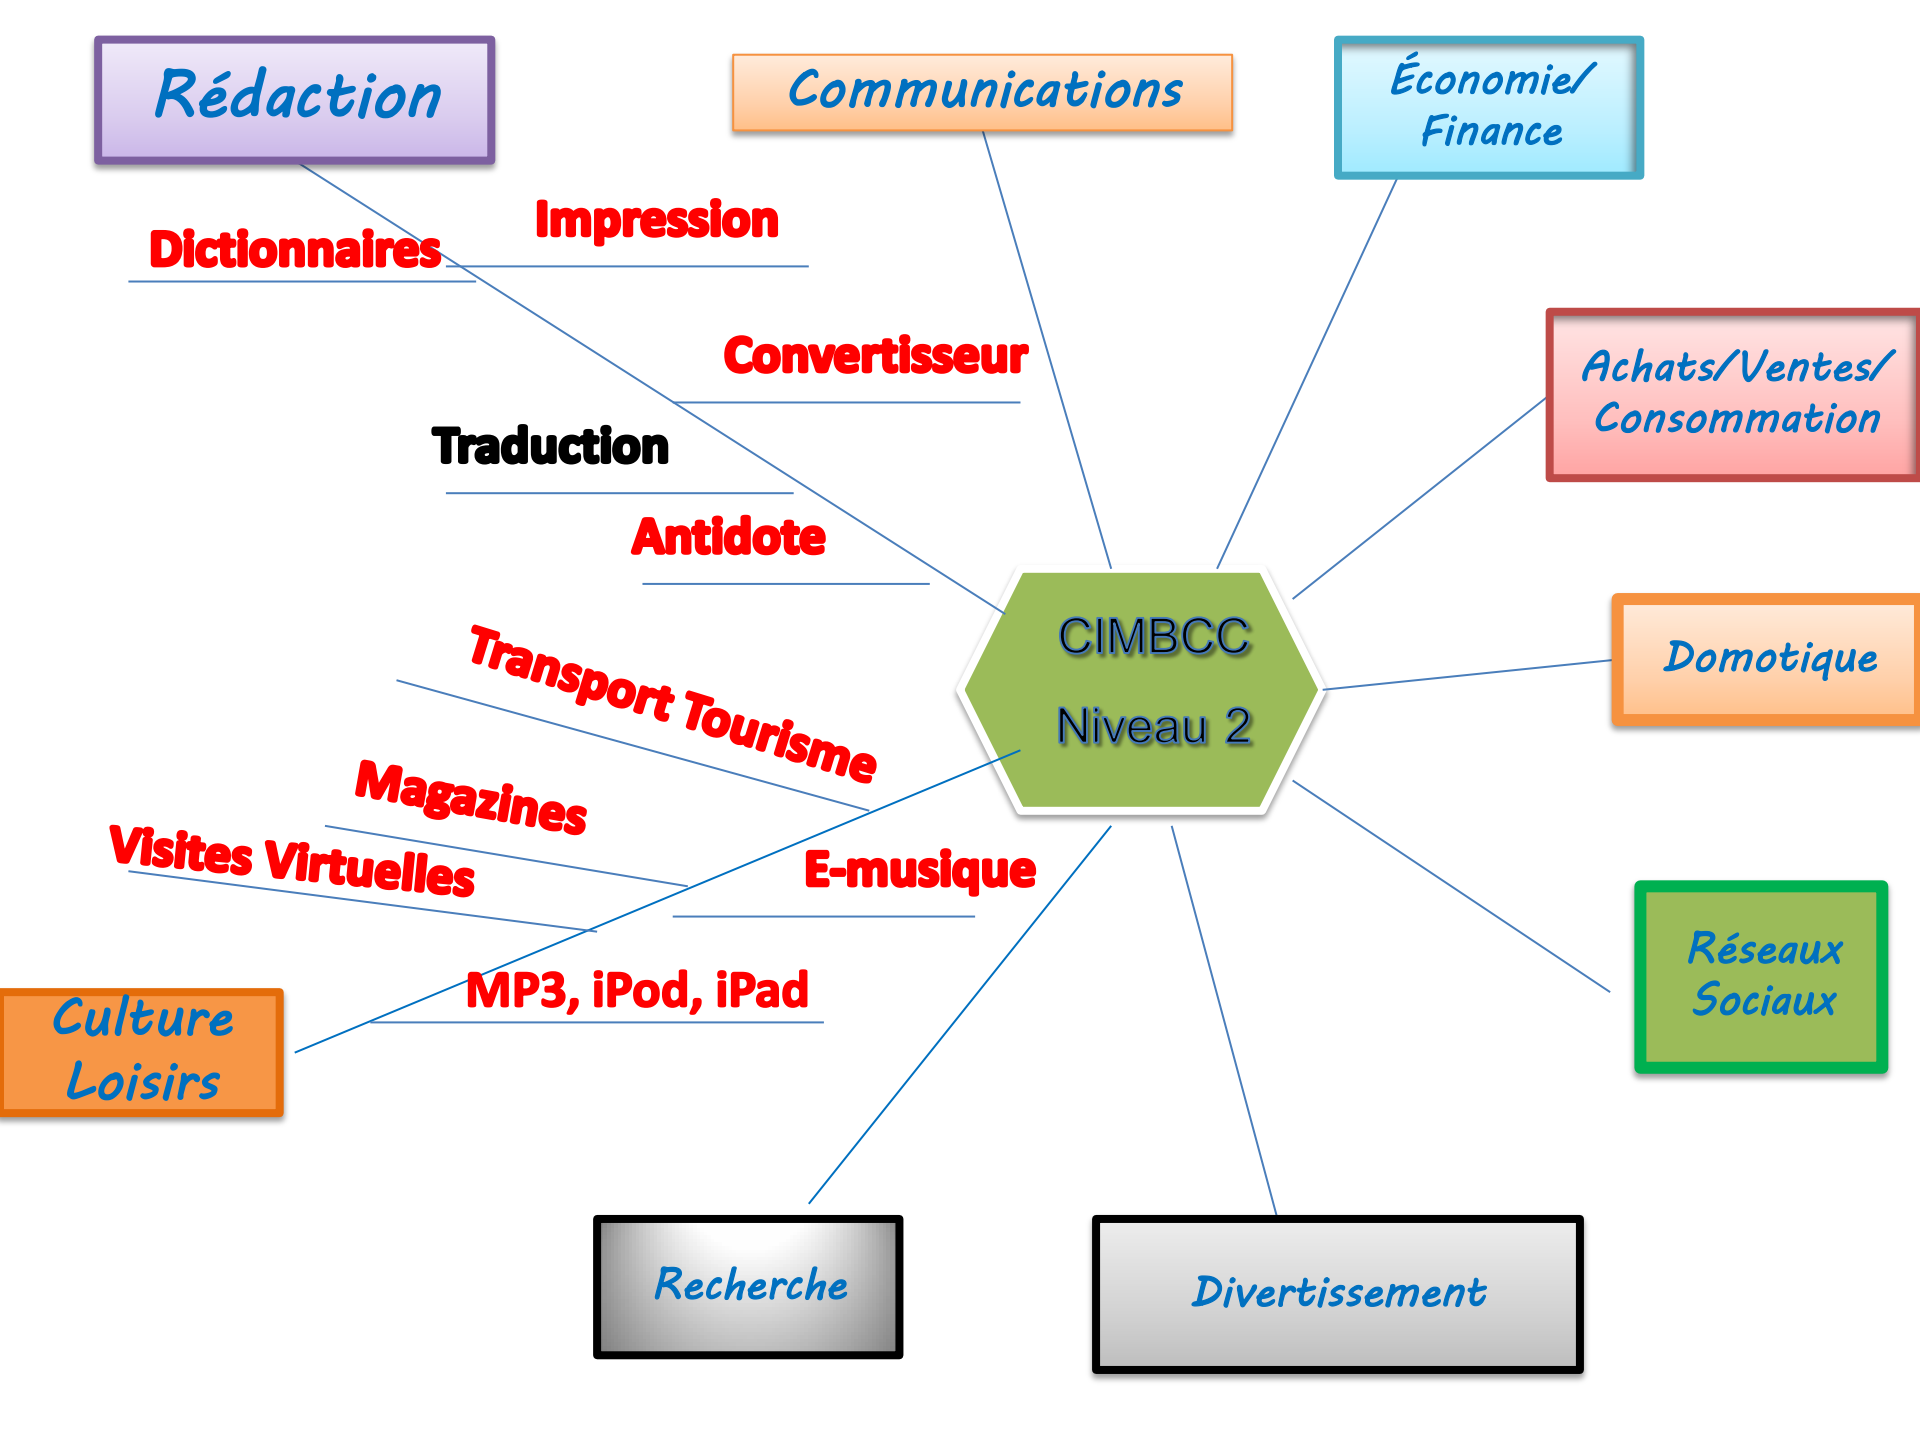 Rédaction
Communications
Économie/
Finance
Impression
Dictionnaires
Convertisseur
Achats/Ventes/
Consommation
Traduction
Antidote
CIMBCC
Niveau 2
Domotique
Transport Tourisme
Magazines
Visites Virtuelles
E-musique
MP3, iPod, iPad
Réseaux
Sociaux
Culture
Loisirs
Recherche
Divertissement